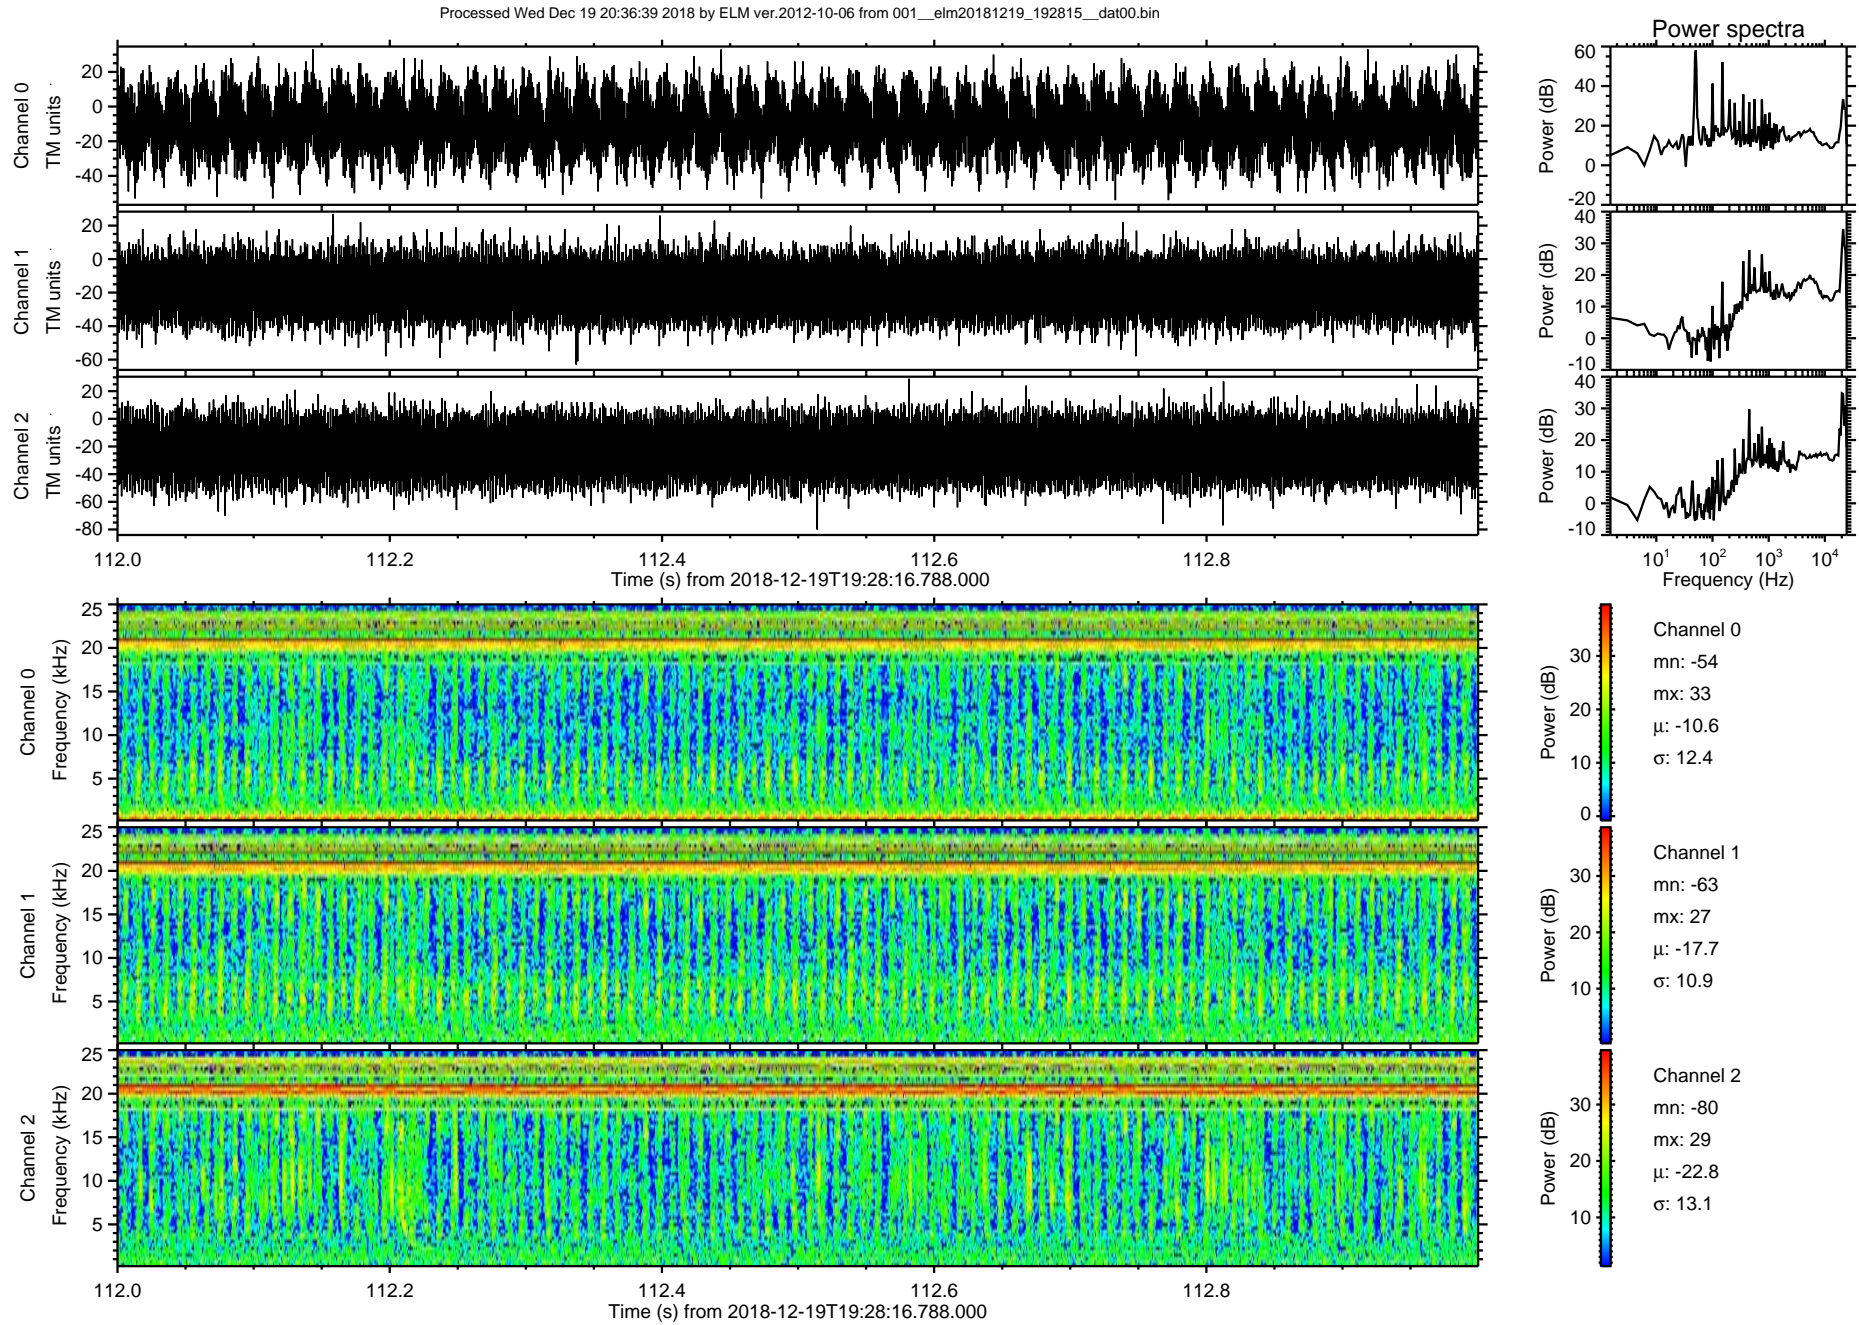 Processed Wed Dec 19 20:36:39 2018 by ELM ver.2012-10-06 from 001__elm20181219_192815__dat00.bin
Power spectra
Channel 0
TM units
20
0
-20
-40
Power (dB)
60
40
20
0
-20
Channel 1
TM units
20
0
-20
-40
-60
Power (dB)
40
30
20
10
0
-10
Channel 2
TM units
20
0
-20
-40
-60
-80
Power (dB)
40
30
20
10
0
-10
112.0 112.2 112.4 112.6 112.8
Time (s) from 2018-12-19T19:28:16.788.000
10¹ 10² 10³ 10⁴
Frequency (Hz)
Channel 0
Frequency (kHz)
25
20
15
10
5
Power (dB)
30
20
10
0
Channel 0
mn: -54
mx: 33
μ: -10.6
σ: 12.4
Channel 1
Frequency (kHz)
25
20
15
10
5
Power (dB)
30
20
10
Channel 1
mn: -63
mx: 27
μ: -17.7
σ: 10.9
Channel 2
Frequency (kHz)
25
20
15
10
5
Power (dB)
30
20
10
Channel 2
mn: -80
mx: 29
μ: -22.8
σ: 13.1
112.0 112.2 112.4 112.6 112.8
Time (s) from 2018-12-19T19:28:16.788.000